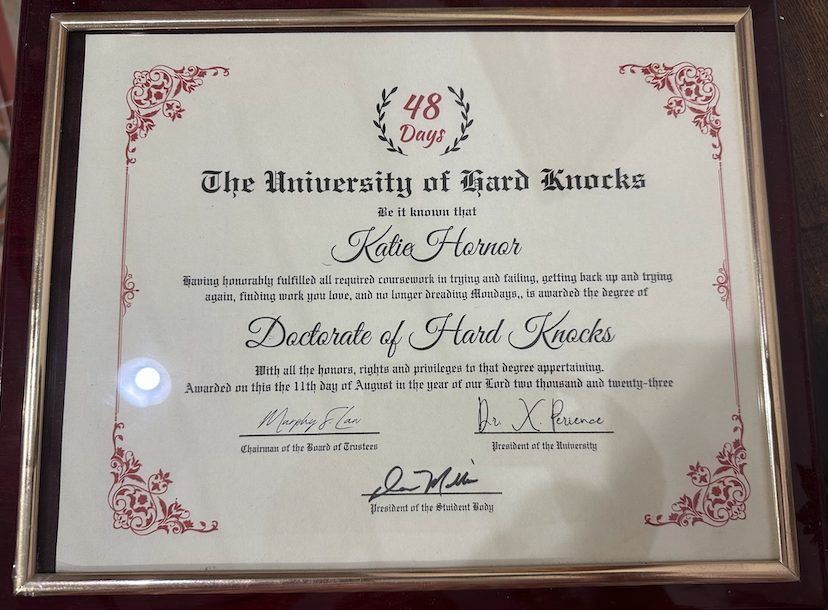 48
Days
The University of Hard Knocks
Be it known that
Katie Hornor
Having honorably fulfilled all required coursework in trying and failing, getting back up and trying
again, finding work you love, and no longer dreading Mondays,, is awarded the degree of
Doctorate of Hard Knocks
With all the honors, rights and privileges to that degree appertaining.
Awarded on this the 11th day of August in the year of our Lord two thousand and twenty-three
Murphy S. Law Dr. X. Perience
Chairman of the Board of Trustees President of the University
President of the Stuident Body